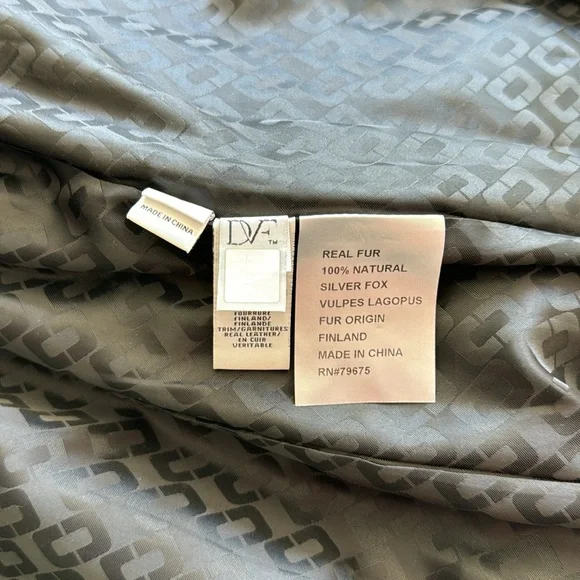 MADE IN CHINA
DVF™
FOURRURE
FINLAND/
FINLANDE
TRIM/GARNITURES
REAL LEATHER/
EN CUIR
VERITABLE
REAL FUR
100% NATURAL
SILVER FOX
VULPES LAGOPUS
FUR ORIGIN
FINLAND
MADE IN CHINA
RN#79675